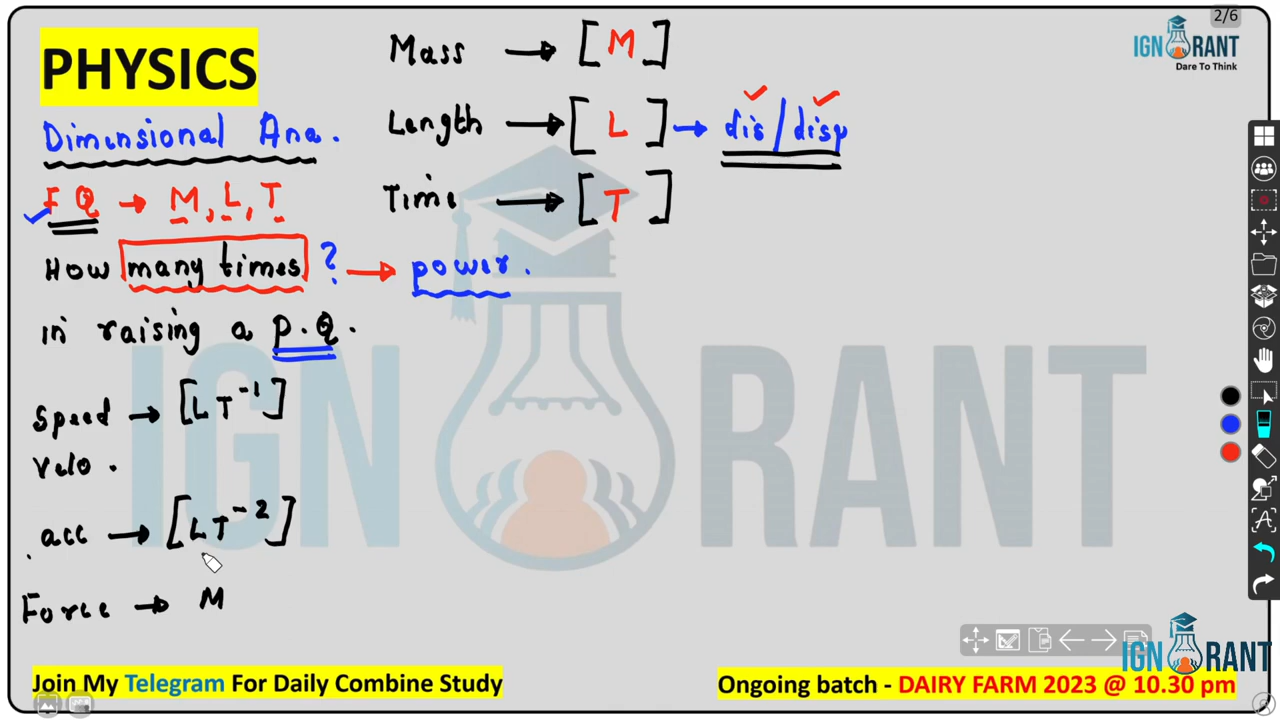 2/6
IGNORANT
Dare To Think
PHYSICS
Dimensional Ana.
F Q → M, L, T
How many times ? → power.
in raising a P.Q.
Speed → [LT⁻¹]
Velo.
acc → [LT⁻²]
Force → M
Mass → [M]
Length → [L] → dis/disp
Time → [T]
IGNORANT
IGNORANT
Join My Telegram For Daily Combine Study
Ongoing batch - DAIRY FARM 2023 @ 10.30 pm